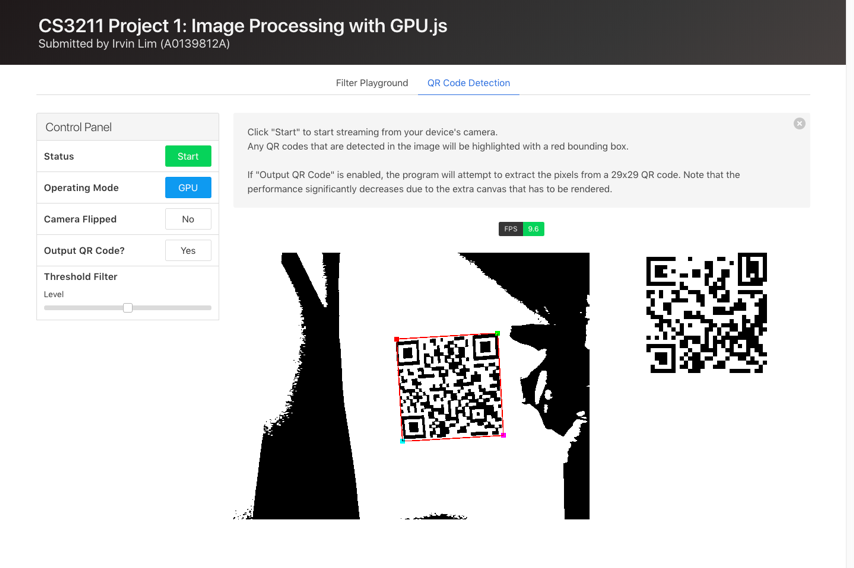 CS3211 Project 1: Image Processing with GPU.js
Submitted by Irvin Lim (A0139812A)
Filter Playground
QR Code Detection
Control Panel
Status
Start
Operating Mode
GPU
Camera Flipped
No
Output QR Code?
Yes
Threshold Filter
Level
Click "Start" to start streaming from your device's camera.
Any QR codes that are detected in the image will be highlighted with a red bounding box.
If "Output QR Code" is enabled, the program will attempt to extract the pixels from a 29x29 QR code. Note that the
performance significantly decreases due to the extra canvas that has to be rendered.
FPS 9.6